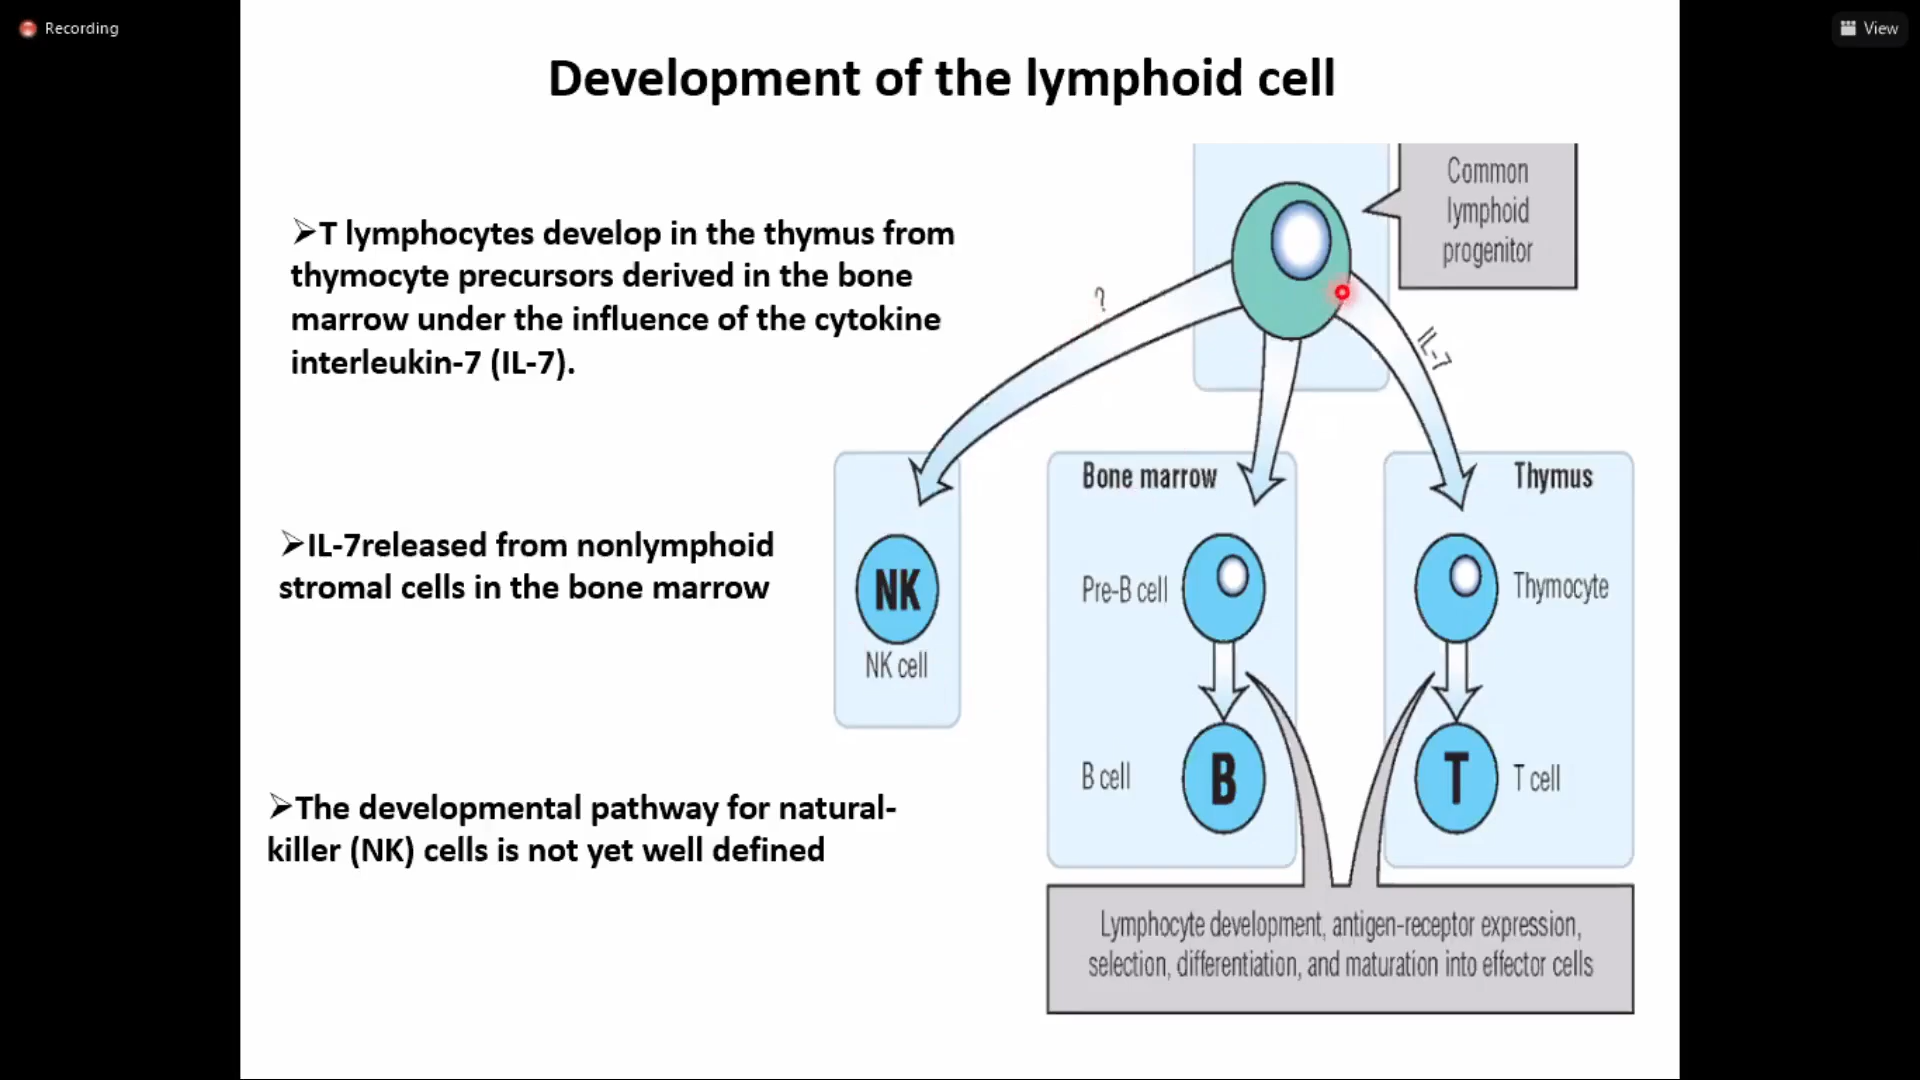 Recording
View
Development of the lymphoid cell
➢T lymphocytes develop in the thymus from
thymocyte precursors derived in the bone
marrow under the influence of the cytokine
interleukin-7 (IL-7).
➢IL-7released from nonlymphoid
stromal cells in the bone marrow
➢The developmental pathway for natural-
killer (NK) cells is not yet well defined
Common
lymphoid
progenitor
?
IL-7
NK
NK cell
Bone marrow
Pre-B cell
B cell
B
Thymus
Thymocyte
T
T cell
Lymphocyte development, antigen-receptor expression,
selection, differentiation, and maturation into effector cells